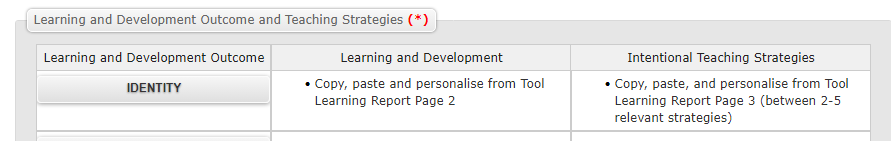 Learning and Development Outcome and Teaching Strategies (*)
Learning and Development Outcome
Learning and Development
Intentional Teaching Strategies
IDENTITY
• Copy, paste and personalise from Tool
Learning Report Page 2
• Copy, paste, and personalise from Tool
Learning Report Page 3 (between 2-5
relevant strategies)